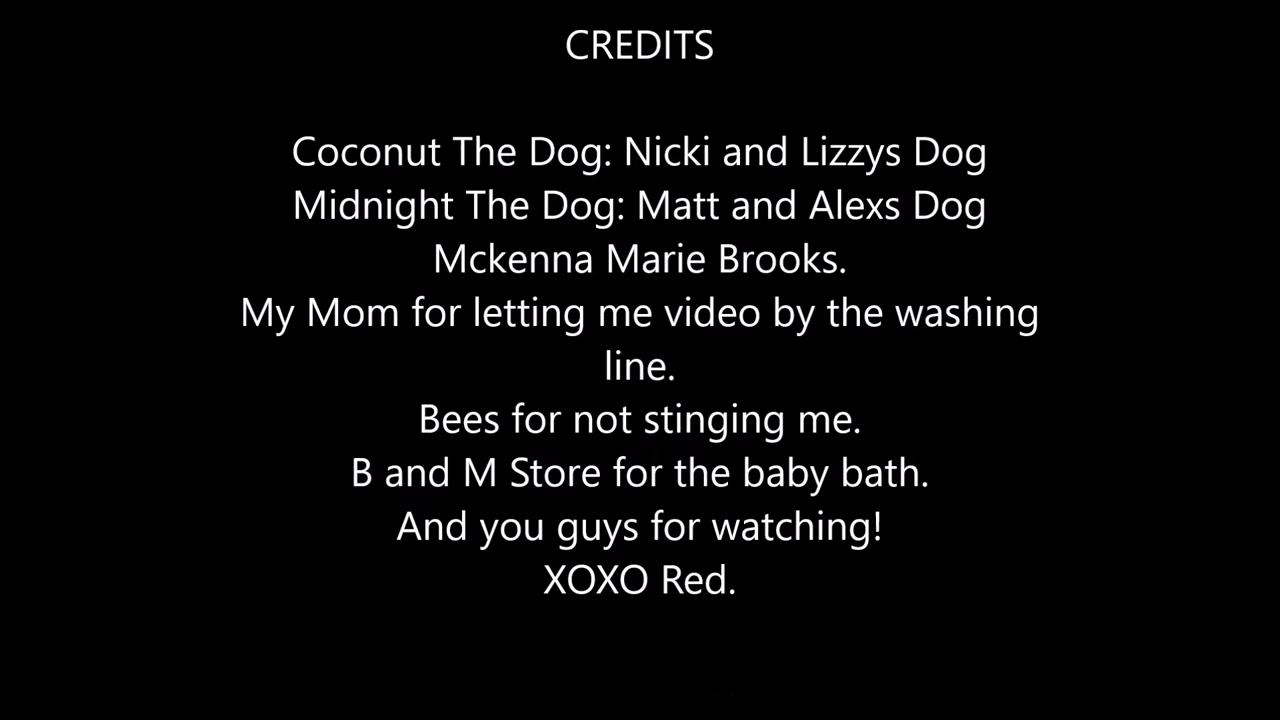 CREDITS
Coconut The Dog: Nicki and Lizzys Dog
Midnight The Dog: Matt and Alexs Dog
Mckenna Marie Brooks.
My Mom for letting me video by the washing
line.
Bees for not stinging me.
B and M Store for the baby bath.
And you guys for watching!
XOXO Red.